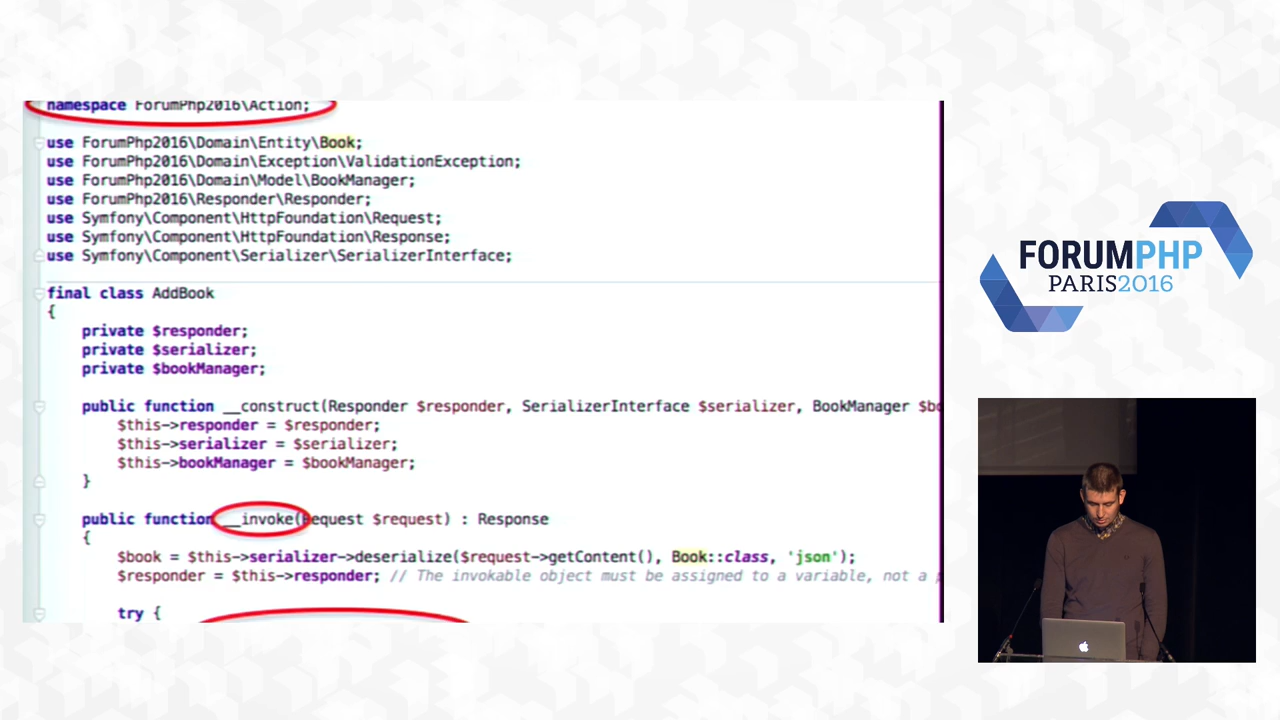 namespace ForumPhp2016\Action;
use ForumPhp2016\Domain\Entity\Book;
use ForumPhp2016\Domain\Exception\ValidationException;
use ForumPhp2016\Domain\Model\BookManager;
use ForumPhp2016\Responder\Responder;
use Symfony\Component\HttpFoundation\Request;
use Symfony\Component\HttpFoundation\Response;
use Symfony\Component\Serializer\SerializerInterface;
final class AddBook
{
private $responder;
private $serializer;
private $bookManager;
public function __construct(Responder $responder, SerializerInterface $serializer, BookManager
$this->responder = $responder;
$this->serializer = $serializer;
$this->bookManager = $bookManager;
}
public function __invoke(Request $request) : Response
{
$book = $this->serializer->deserialize($request->getContent(), Book::class, 'json');
$responder = $this->responder; // The invokable object must be assigned to a variable, not a
try {
FORUMPHP
PARIS2016